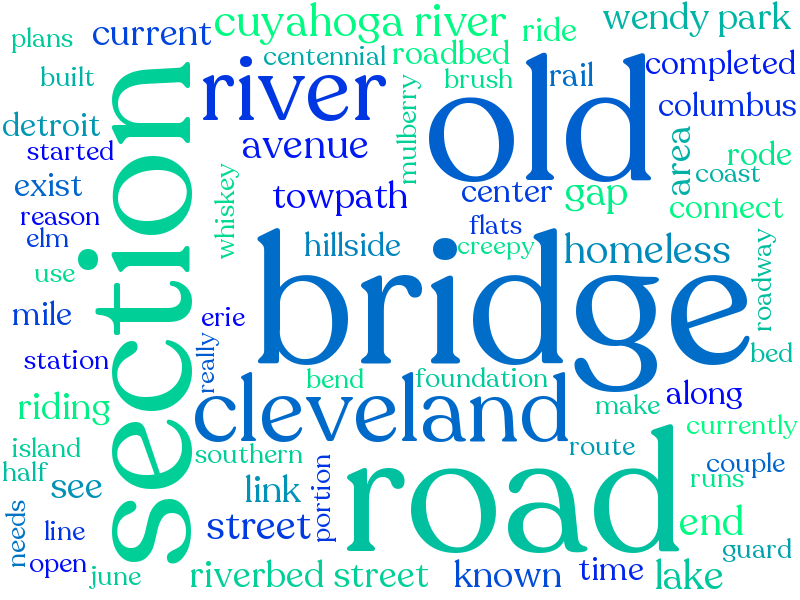 plans
current
cuyahoga river
ride
wendy park
built
centennial
roadbed
rail
completed
brush
river
old
columbus
detroit
mulberry
started
avenue
area
rode
coast
exist
towpath
center
gap
connect
reason
whiskey
flats
elm
hillside
creepy
homeless
use
section
bridge
roadway
mile
erie
station
really
bed
bend
foundation
along
riding
cleveland
make
currently
island
southern
route
couple
half
see
link
portion
road
runs
needs
line
street
end
guard
open
june
riverbed street
known
time
lake